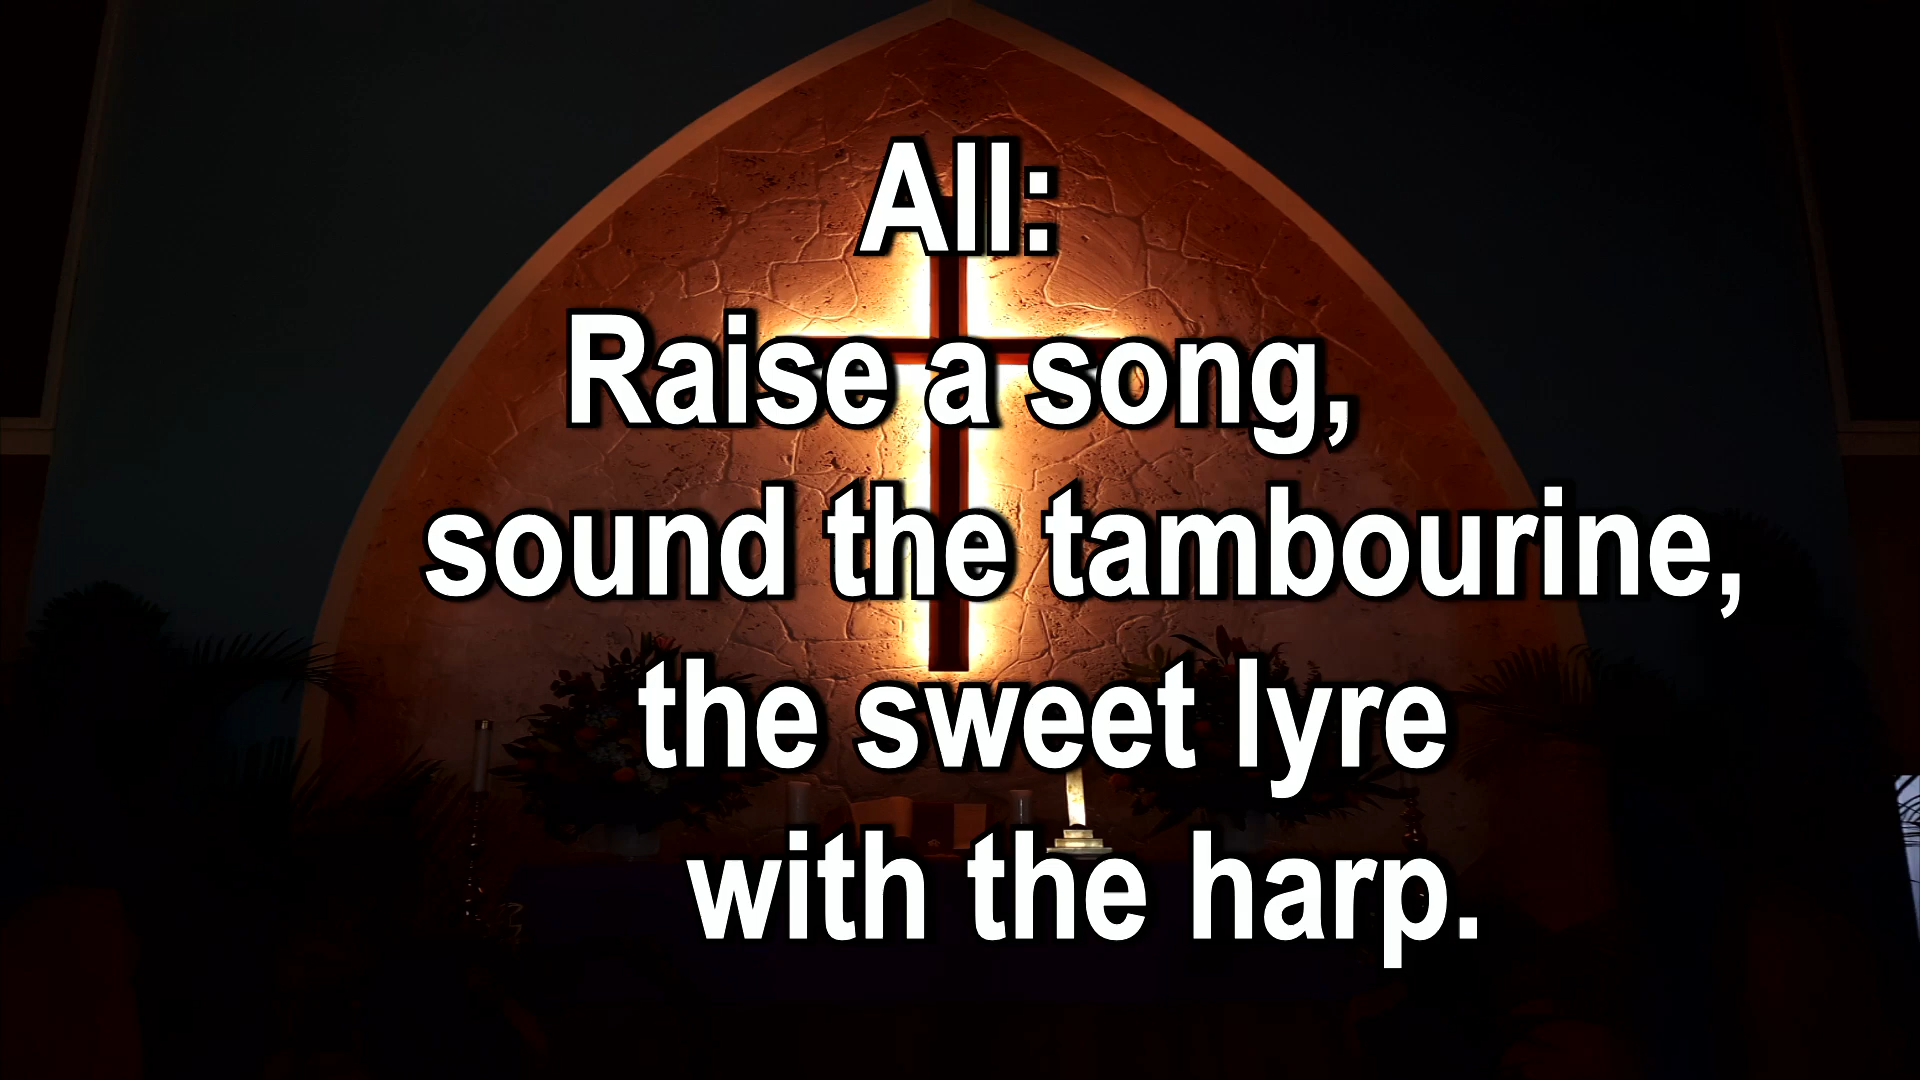 All:
Raise a song,
sound the tambourine,
the sweet lyre
with the harp.